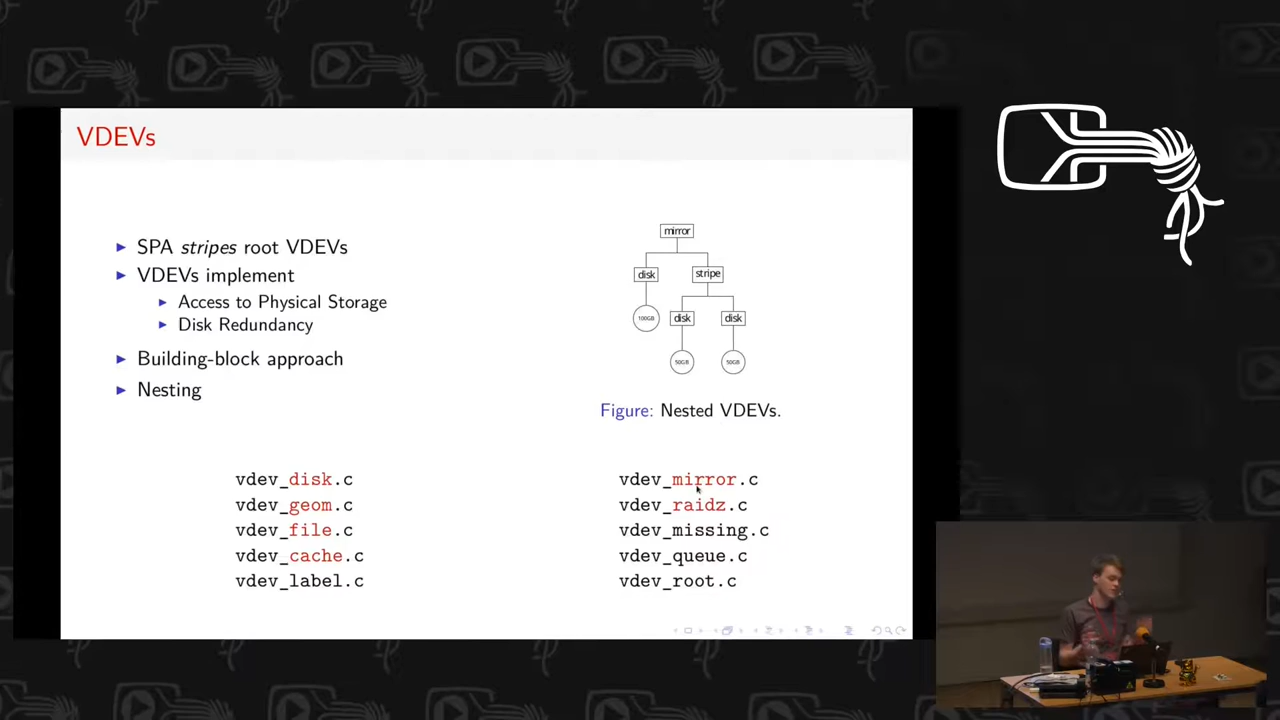 VDEVs
SPA stripes root VDEVs
VDEVs implement
Access to Physical Storage
Disk Redundancy
Building-block approach
Nesting
mirror
disk
stripe
100GB
disk
disk
50GB
50GB
Figure: Nested VDEVs.
vdev_disk.c
vdev_geom.c
vdev_file.c
vdev_cache.c
vdev_label.c
vdev_mirror.c
vdev_raidz.c
vdev_missing.c
vdev_queue.c
vdev_root.c